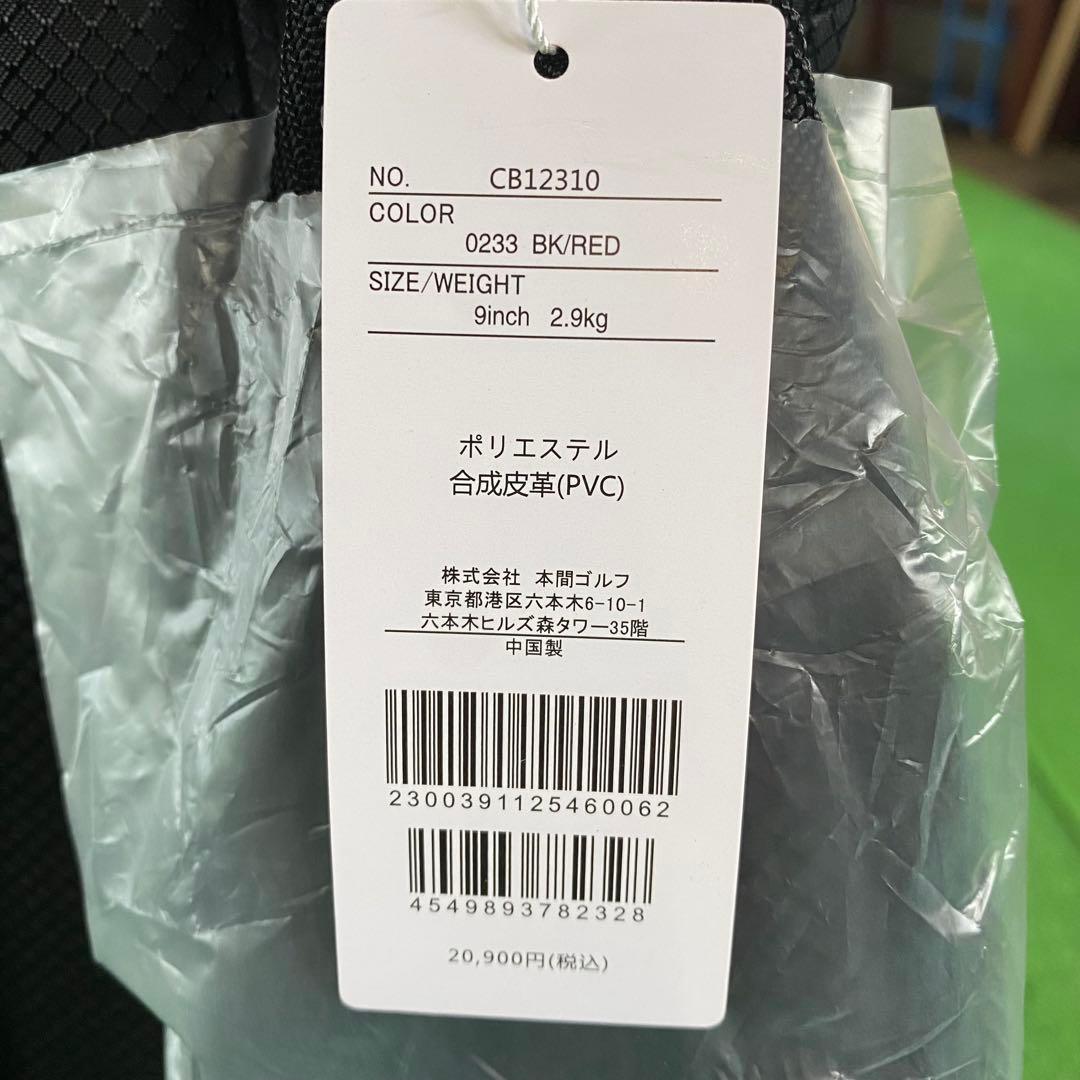 NO. CB12310
COLOR
0233 BK/RED
SIZE/WEIGHT
9inch 2.9kg
ポリエステル
合成皮革(PVC)
株式会社 本間ゴルフ
東京都港区六本木6-10-1
六本木ヒルズ森タワー35階
中国製
2300391125460062
4549893782328
20,900円(税込)